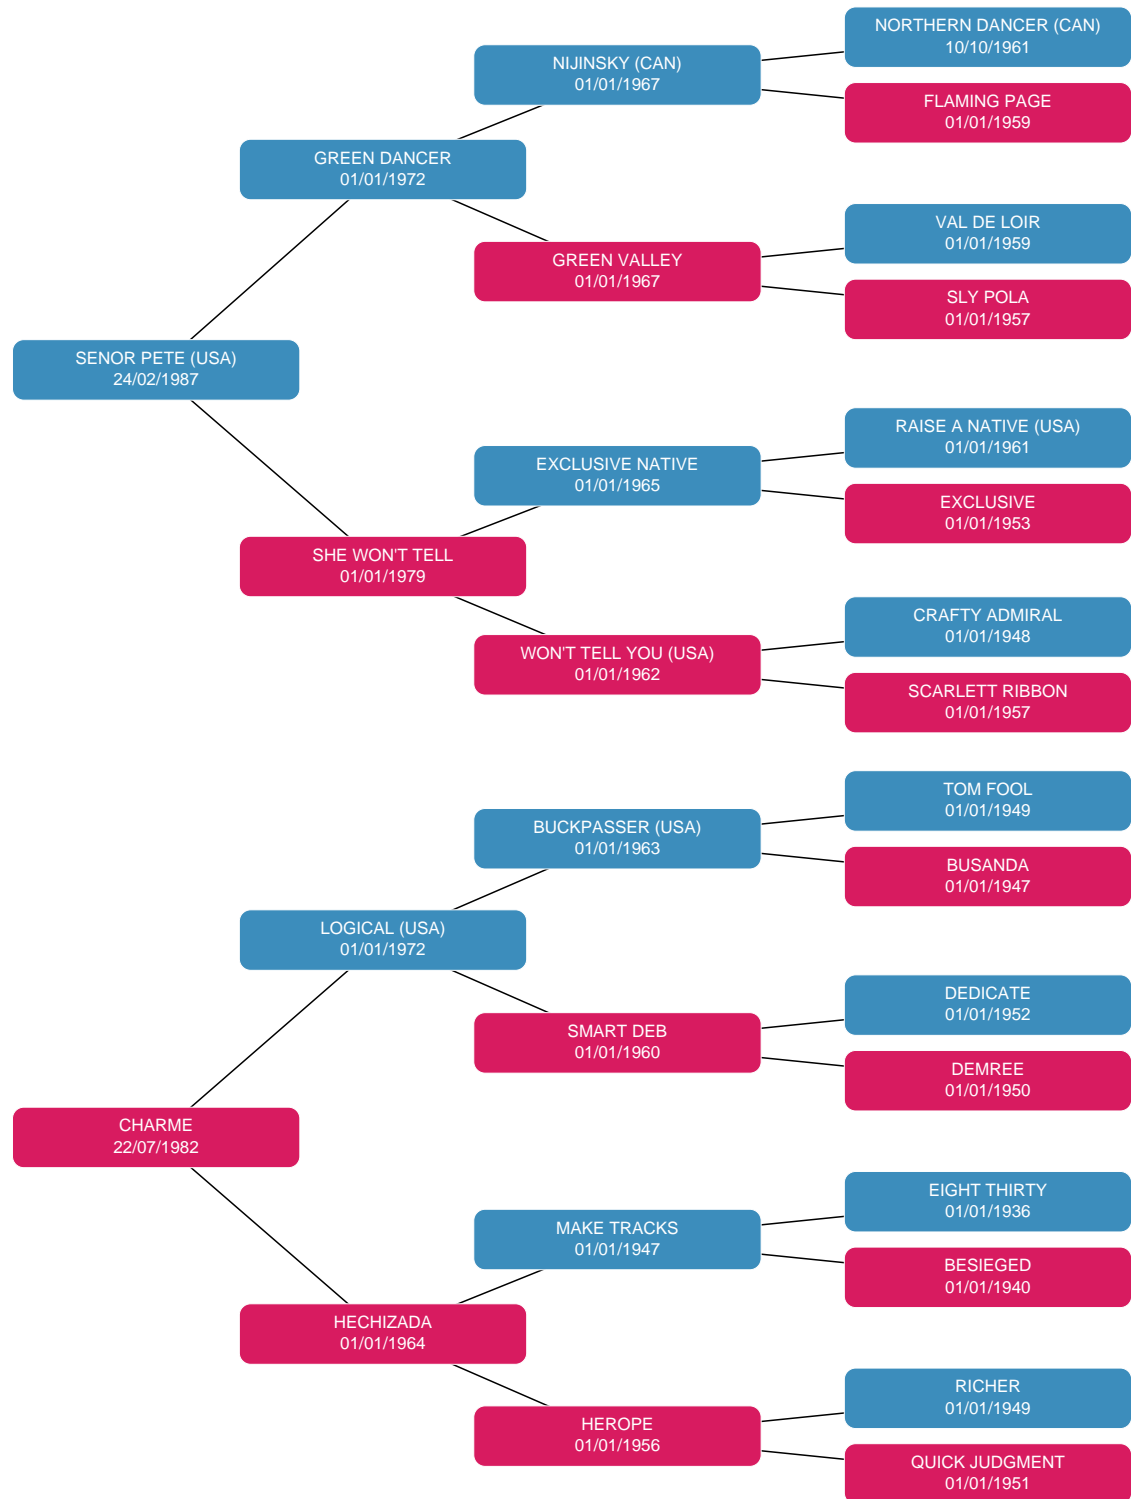 NORTHERN DANCER (CAN)
10/10/1961
NIJINSKY (CAN)
01/01/1967
FLAMING PAGE
01/01/1959
GREEN DANCER
01/01/1972
VAL DE LOIR
01/01/1959
GREEN VALLEY
01/01/1967
SLY POLA
01/01/1957
SENOR PETE (USA)
24/02/1987
RAISE A NATIVE (USA)
01/01/1961
EXCLUSIVE NATIVE
01/01/1965
EXCLUSIVE
01/01/1953
SHE WON'T TELL
01/01/1979
CRAFTY ADMIRAL
01/01/1948
WON'T TELL YOU (USA)
01/01/1962
SCARLETT RIBBON
01/01/1957
TOM FOOL
01/01/1949
BUCKPASSER (USA)
01/01/1963
BUSANDA
01/01/1947
LOGICAL (USA)
01/01/1972
DEDICATE
01/01/1952
SMART DEB
01/01/1960
DEMREE
01/01/1950
CHARME
22/07/1982
EIGHT THIRTY
01/01/1936
MAKE TRACKS
01/01/1947
BESIEGED
01/01/1940
HECHIZADA
01/01/1964
RICHER
01/01/1949
HEROPE
01/01/1956
QUICK JUDGMENT
01/01/1951